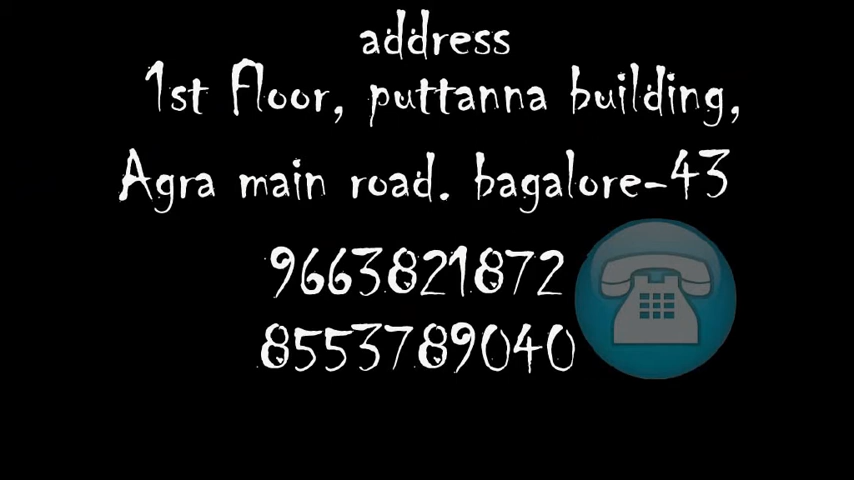 address
1st Floor, puttanna building,
Agra main road. bagalore-43
9663821872
8553789040